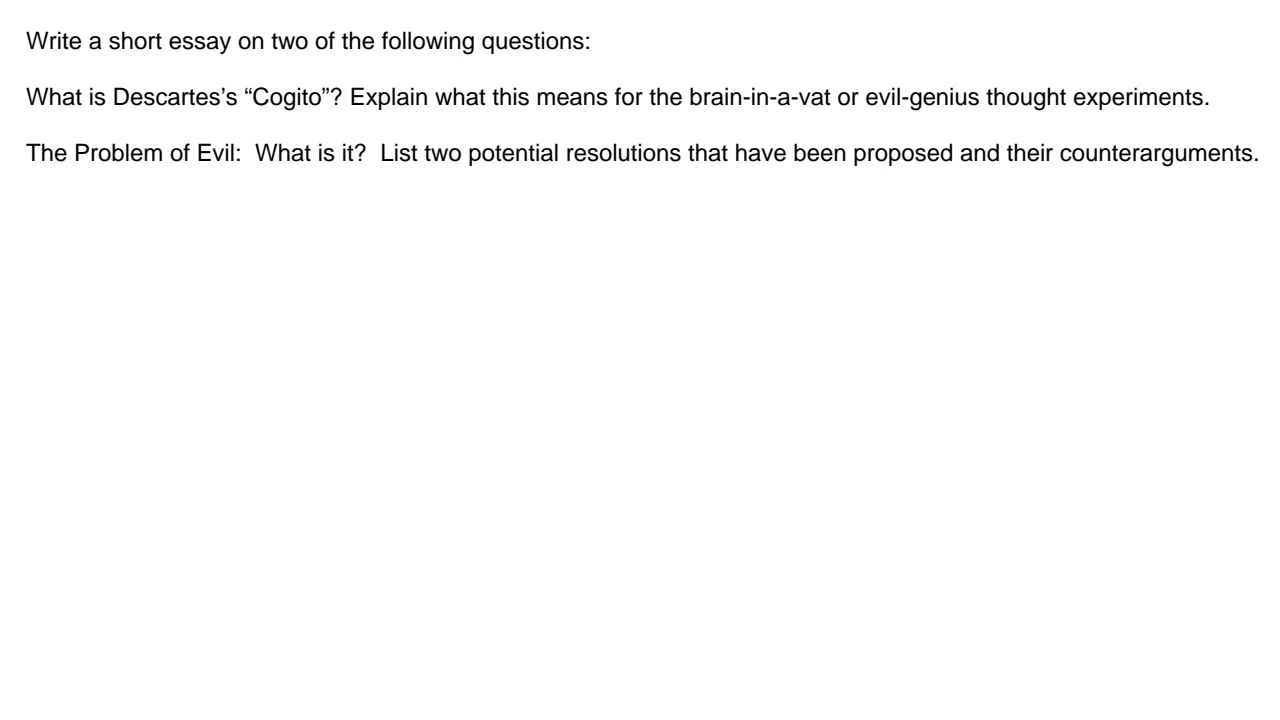 Write a short essay on two of the following questions:
What is Descartes’s “Cogito”? Explain what this means for the brain-in-a-vat or evil-genius thought experiments.
The Problem of Evil:  What is it?  List two potential resolutions that have been proposed and their counterarguments.